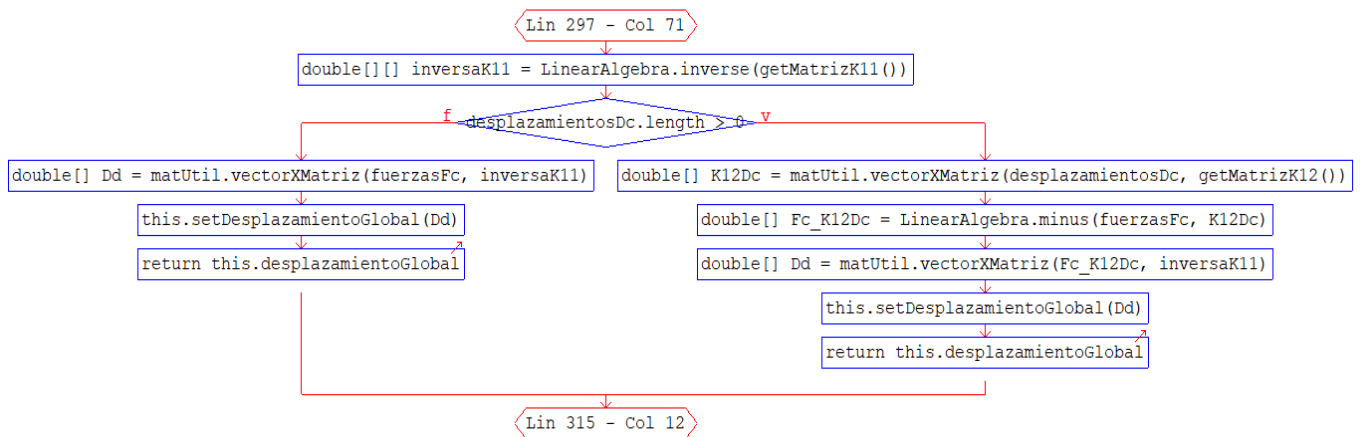 Lin 297 - Col 71
double[][] inversaK11 = LinearAlgebra.inverse(getMatrizK11())
f
desplazamientosDc.length > 0
v
double[] Dd = matUtil.vectorXMatriz(fuerzasFc, inversaK11)
this.setDesplazamientoGlobal(Dd)
return this.desplazamientoGlobal
double[] K12Dc = matUtil.vectorXMatriz(desplazamientosDc, getMatrizK12())
double[] Fc_K12Dc = LinearAlgebra.minus(fuerzasFc, K12Dc)
double[] Dd = matUtil.vectorXMatriz(Fc_K12Dc, inversaK11)
this.setDesplazamientoGlobal(Dd)
return this.desplazamientoGlobal
Lin 315 - Col 12